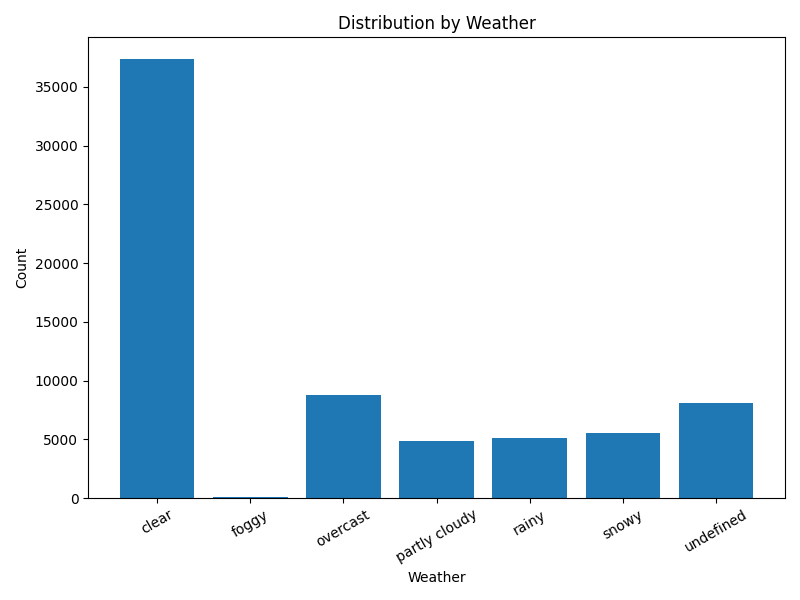 Distribution by Weather
Count
35000
30000
25000
20000
15000
10000
5000
0
clear
foggy
overcast
partly cloudy
rainy
snowy
undefined
Weather